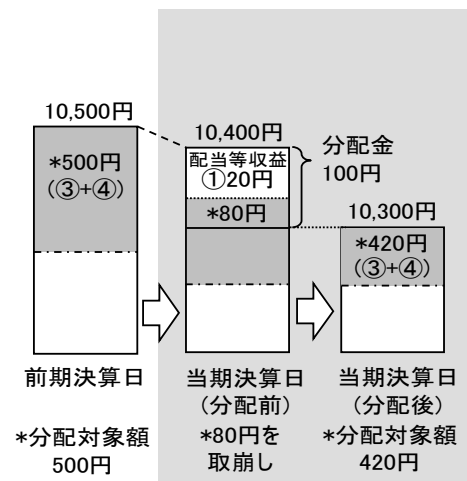 10,500円
*500円
(③+④)
前期決算日
*分配対象額
500円
10,400円
配当等収益
①20円
*80円
分配金
100円
当期決算日
(分配前)
*80円を
取崩し
10,300円
*420円
(③+④)
当期決算日
(分配後)
*分配対象額
420円